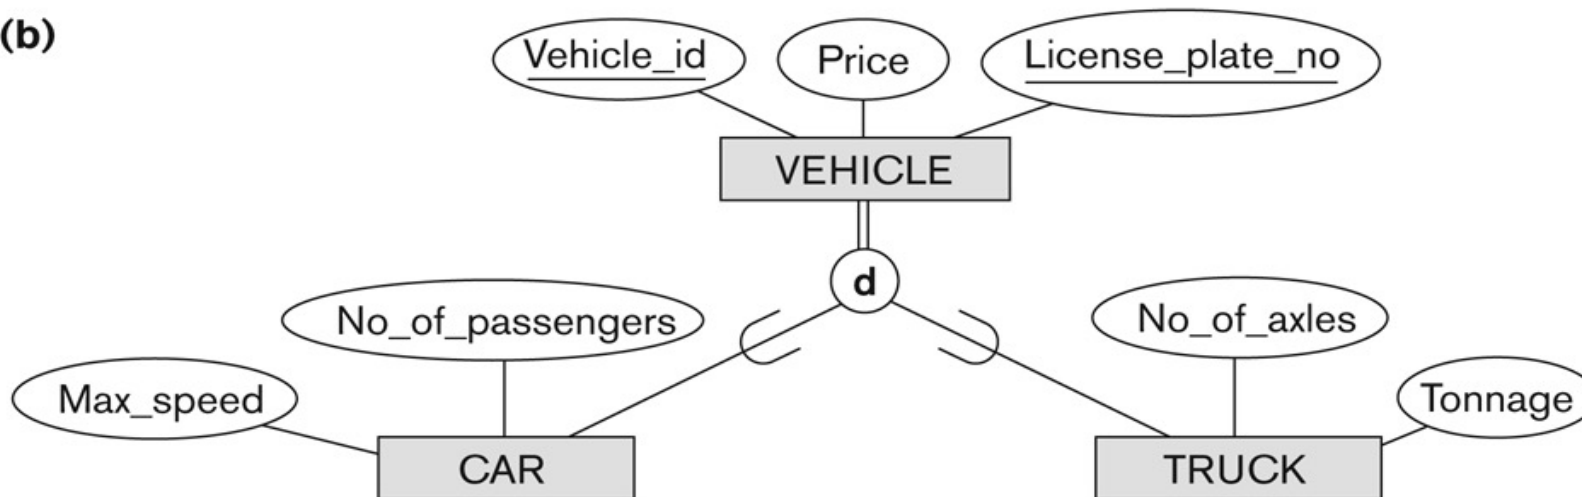 (b)
Vehicle_id
Price
License_plate_no
VEHICLE
d
No_of_passengers
No_of_axles
Max_speed
Tonnage
CAR
TRUCK